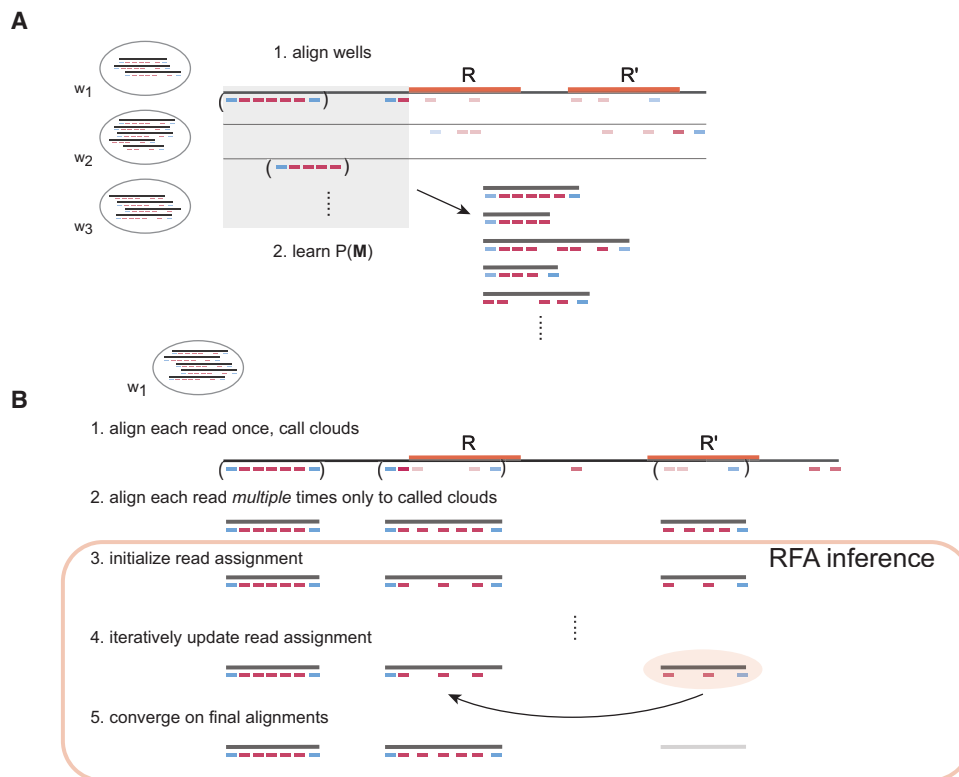 A
1. align wells
R R'
w1
w2
w3
2. learn P(M)
w1
B
1. align each read once, call clouds
R R'
2. align each read multiple times only to called clouds
3. initialize read assignment
RFA inference
4. iteratively update read assignment
5. converge on final alignments